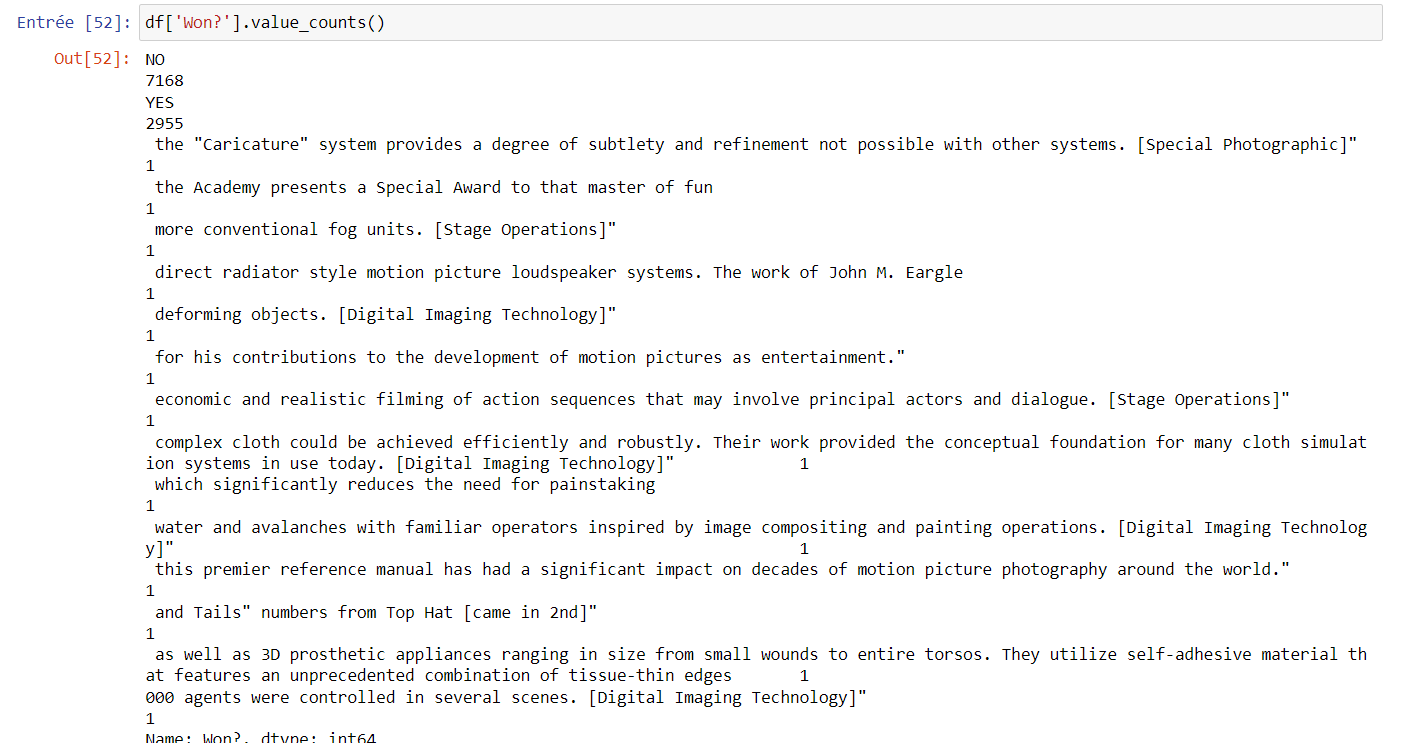 Entrée [52]: df['Won?'].value_counts()
Out[52]: NO
7168
YES
2955
the "Caricature" system provides a degree of subtlety and refinement not possible with other systems. [Special Photographic]"
1
the Academy presents a Special Award to that master of fun
1
more conventional fog units. [Stage Operations]"
1
direct radiator style motion picture loudspeaker systems. The work of John M. Eargle
1
deforming objects. [Digital Imaging Technology]"
1
for his contributions to the development of motion pictures as entertainment."
1
economic and realistic filming of action sequences that may involve principal actors and dialogue. [Stage Operations]"
1
complex cloth could be achieved efficiently and robustly. Their work provided the conceptual foundation for many cloth simulat
ion systems in use today. [Digital Imaging Technology]" 1
which significantly reduces the need for painstaking
1
water and avalanches with familiar operators inspired by image compositing and painting operations. [Digital Imaging Technolog
y]" 1
this premier reference manual has had a significant impact on decades of motion picture photography around the world."
1
and Tails" numbers from Top Hat [came in 2nd]"
1
as well as 3D prosthetic appliances ranging in size from small wounds to entire torsos. They utilize self-adhesive material th
at features an unprecedented combination of tissue-thin edges 1
000 agents were controlled in several scenes. [Digital Imaging Technology]"
1
Name: Won?, dtype: int64